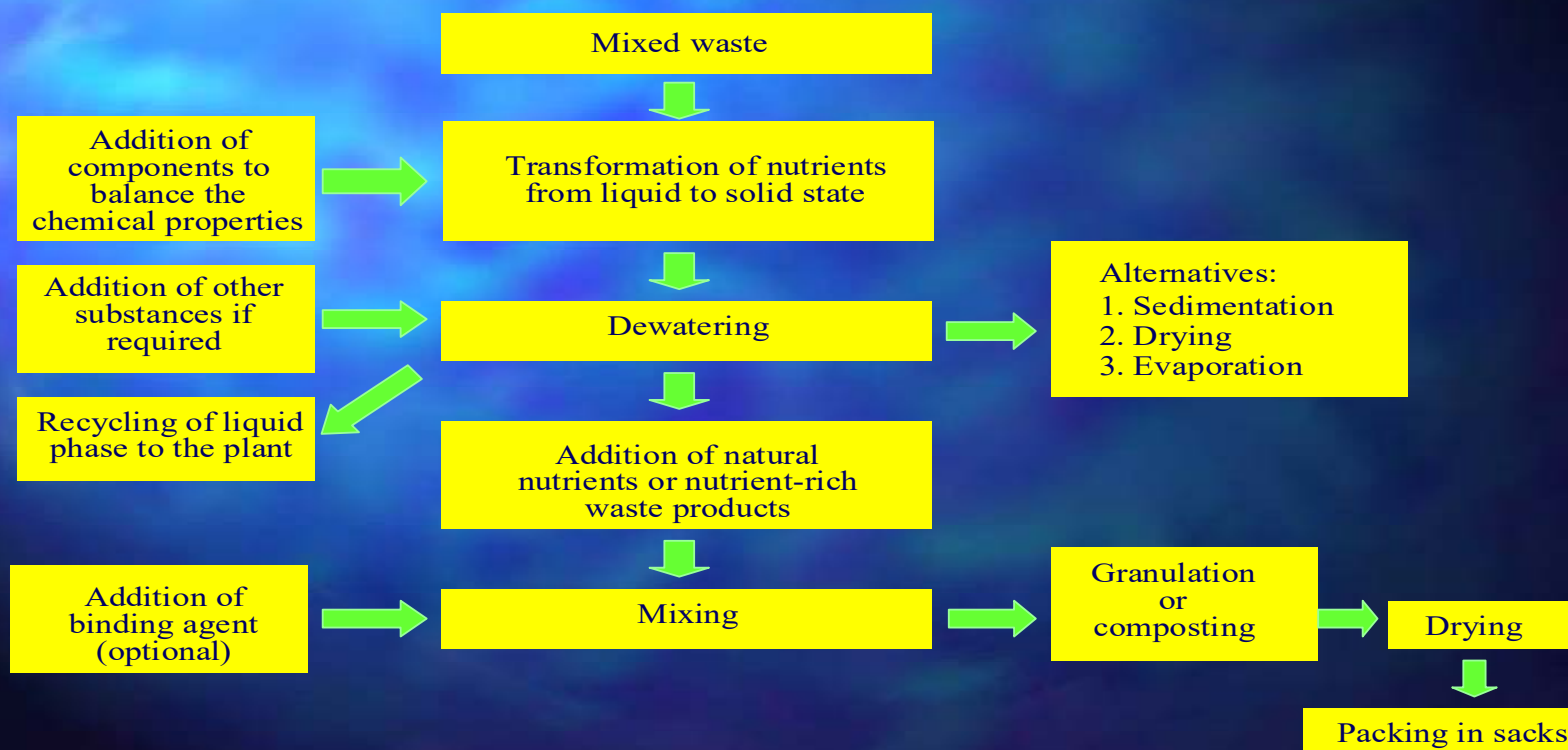 Mixed waste
Addition of
components to
balance the
chemical properties
Transformation of nutrients
from liquid to solid state
Addition of other
substances if
required
Dewatering
Alternatives:
1. Sedimentation
2. Drying
3. Evaporation
Recycling of liquid
phase to the plant
Addition of natural
nutrients or nutrient-rich
waste products
Addition of
binding agent
(optional)
Mixing
Granulation
or
composting
Drying
Packing in sacks